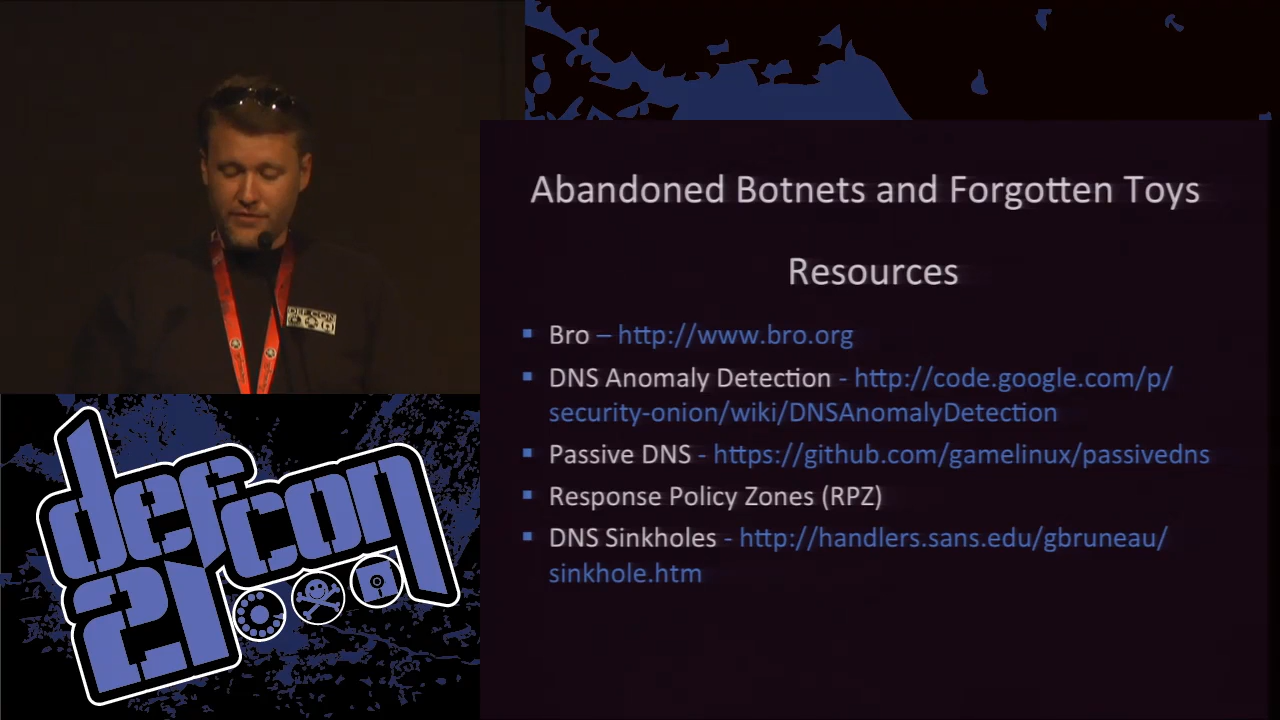 Abandoned Botnets and Forgotten Toys
Resources
DEF CON
▪ Bro – http://www.bro.org
▪ DNS Anomaly Detection - http://code.google.com/p/
security-onion/wiki/DNSAnomalyDetection
▪ Passive DNS - https://github.com/gamelinux/passivedns
▪ Response Policy Zones (RPZ)
▪ DNS Sinkholes - http://handlers.sans.edu/gbruneau/
sinkhole.htm
defcon
21